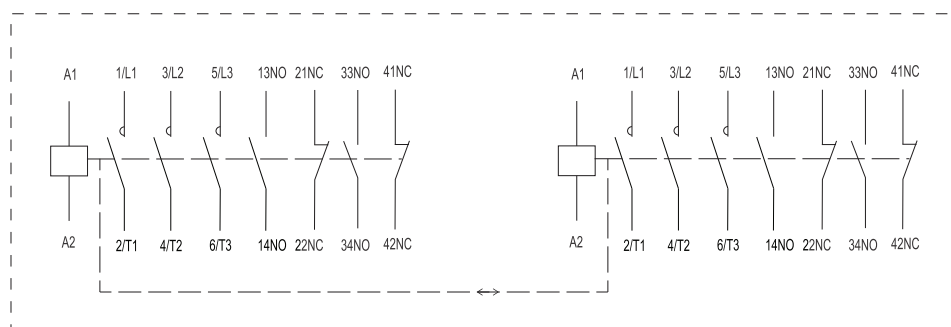 A1 1/L1 3/L2 5/L3 13NO 21NC 33NO 41NC
A2 2/T1 4/T2 6/T3 14NO 22NC 34NO 42NC
A1 1/L1 3/L2 5/L3 13NO 21NC 33NO 41NC
A2 2/T1 4/T2 6/T3 14NO 22NC 34NO 42NC